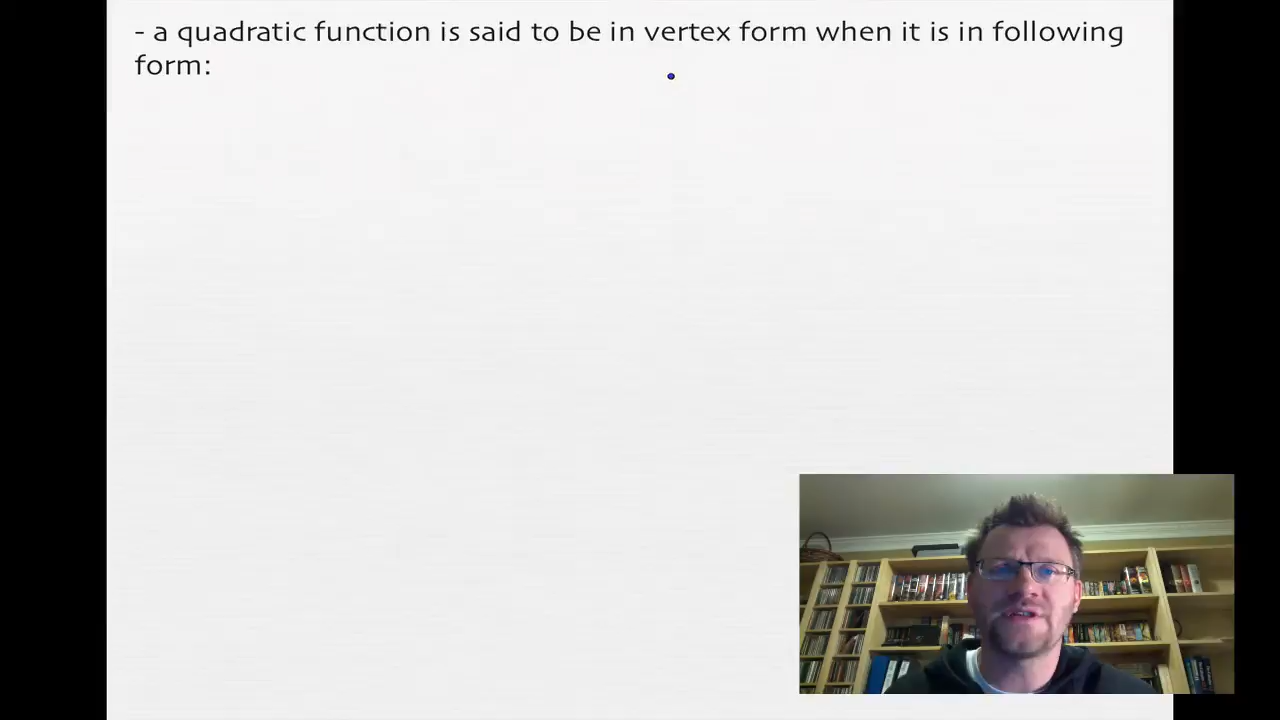 - a quadratic function is said to be in vertex form when it is in following
form: